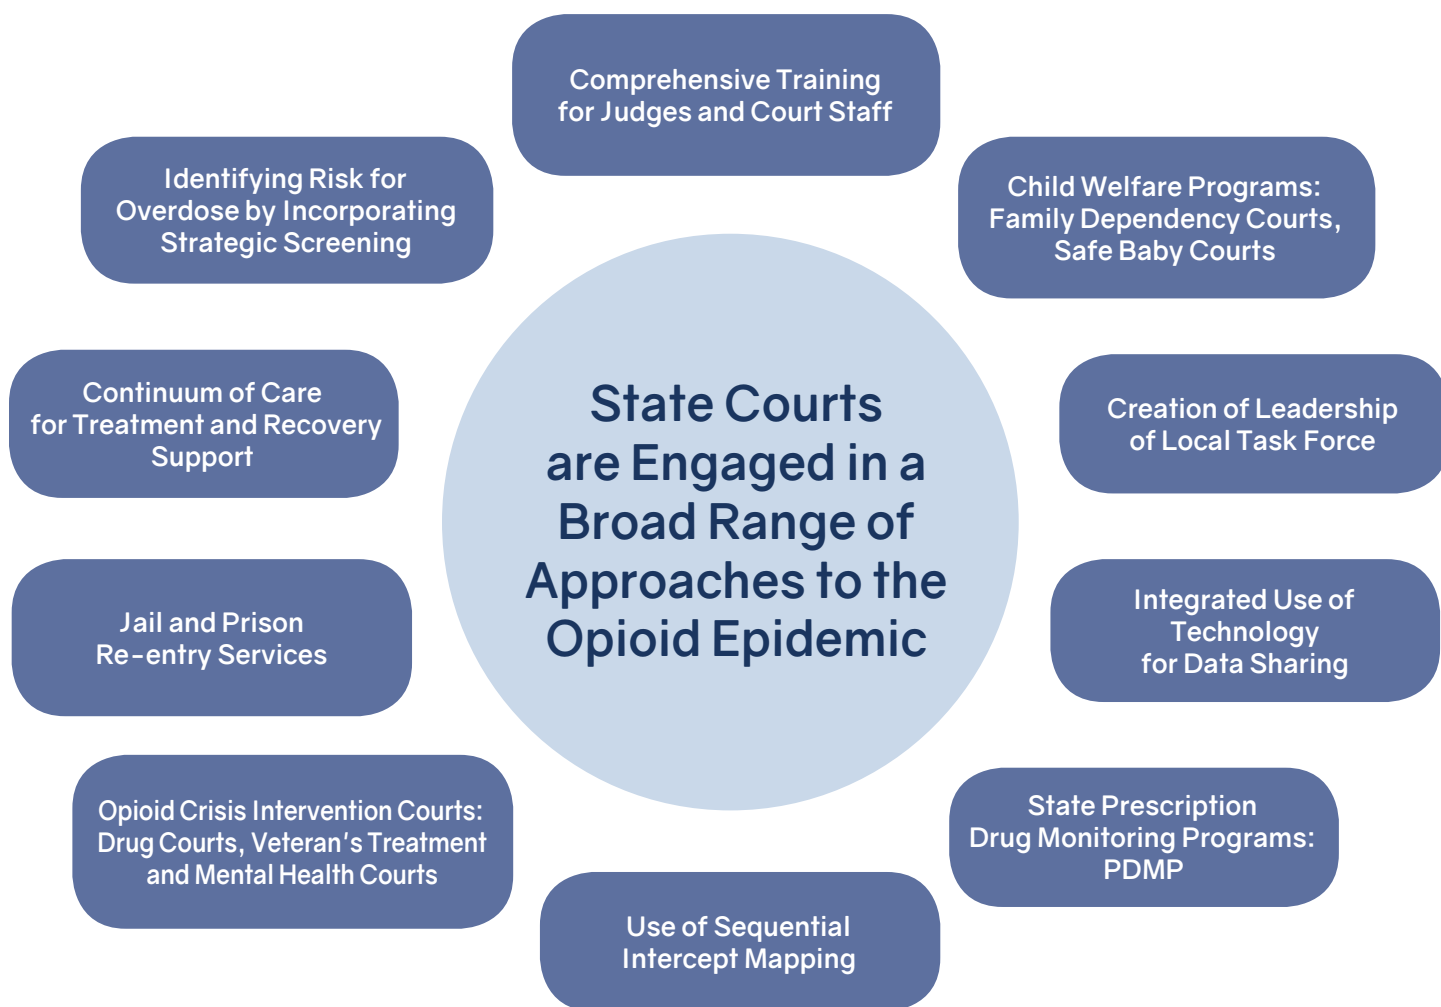 Comprehensive Training
for Judges and Court Staff
Identifying Risk for
Overdose by Incorporating
Strategic Screening
Child Welfare Programs:
Family Dependency Courts,
Safe Baby Courts
Continuum of Care
for Treatment and Recovery
Support
State Courts
are Engaged in a
Broad Range of
Approaches to the
Opioid Epidemic
Creation of Leadership
of Local Task Force
Jail and Prison
Re-entry Services
Integrated Use of
Technology
for Data Sharing
Opioid Crisis Intervention Courts:
Drug Courts, Veteran's Treatment
and Mental Health Courts
State Prescription
Drug Monitoring Programs:
PDMP
Use of Sequential
Intercept Mapping